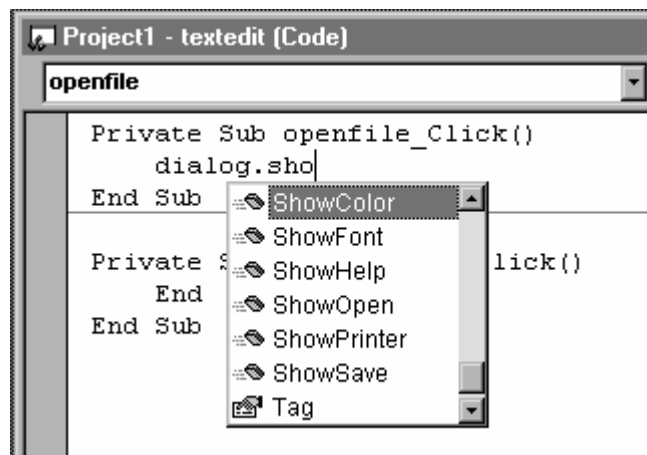 Project1 - textedit (Code)
openfile
Private Sub openfile_Click()
dialog.sho
End Sub
ShowColor
ShowFont
ShowHelp
ShowOpen
ShowPrinter
ShowSave
Tag
Private lick()
End
End Sub